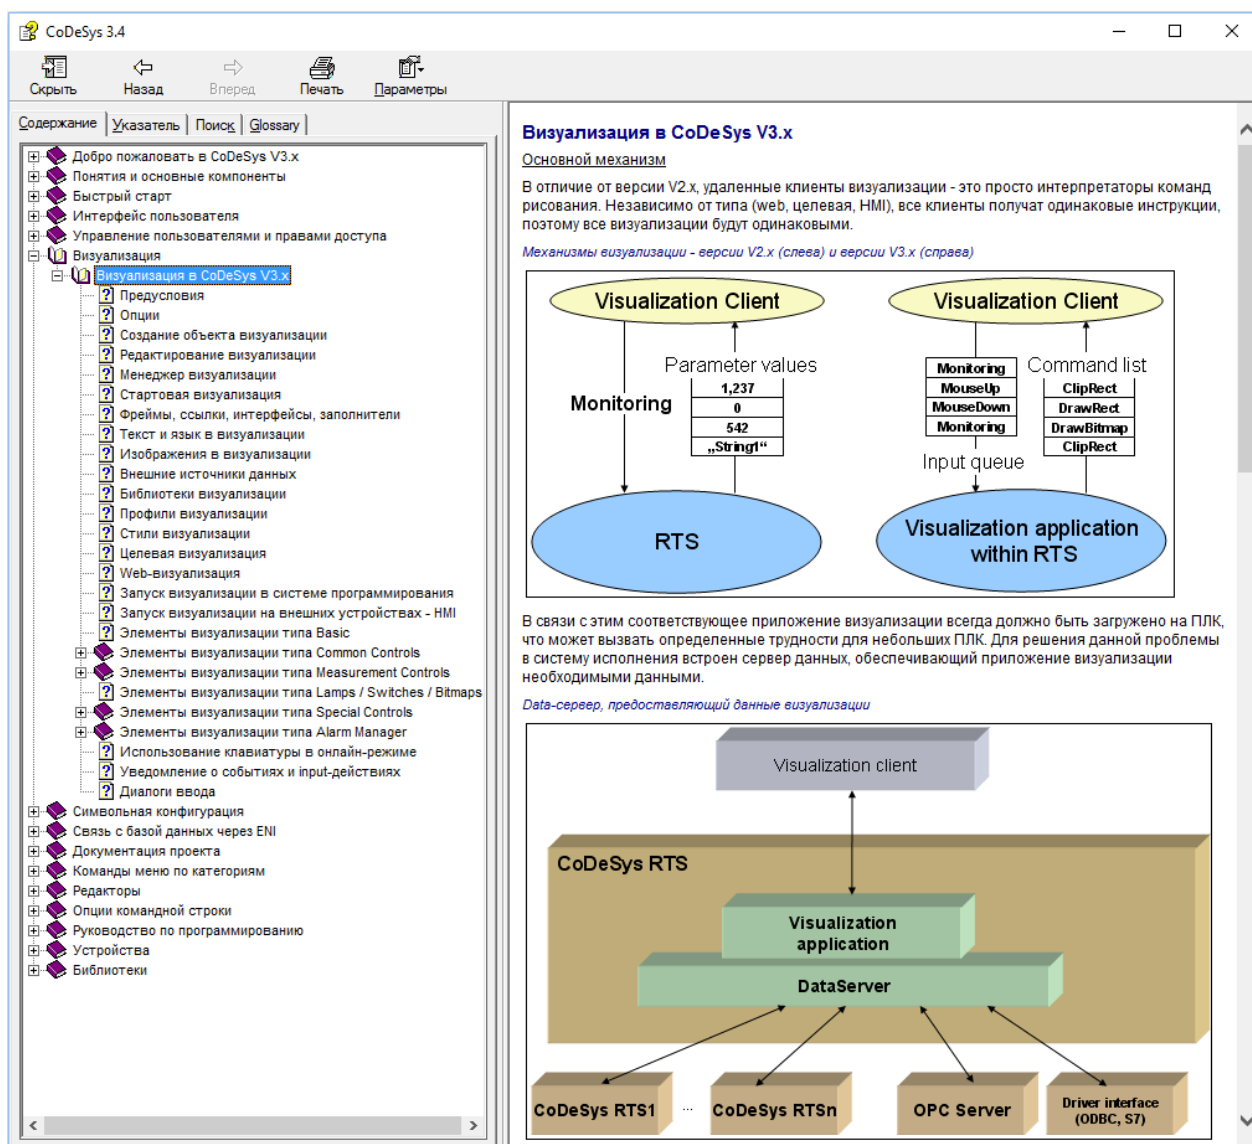 CoDeSys 3.4
Скрыть
Назад
Вперед
Печать
Параметры
Содержание
Указатель
Поиск
Glossary
Добро пожаловать в CoDeSys V3.x
Понятия и основные компоненты
Быстрый старт
Интерфейс пользователя
Управление пользователями и правами доступа
Визуализация
Визуализация в CoDeSys V3.x
Предусловия
Опции
Создание объекта визуализации
Редактирование визуализации
Менеджер визуализации
Стартовая визуализация
Фреймы, ссылки, интерфейсы, заполнители
Текст и язык в визуализации
Изображения в визуализации
Внешние источники данных
Библиотеки визуализации
Профили визуализации
Стили визуализации
Целевая визуализация
Web-визуализация
Запуск визуализации в системе программирования
Запуск визуализации на внешних устройствах - HMI
Элементы визуализации типа Basic
Элементы визуализации типа Common Controls
Элементы визуализации типа Measurement Controls
Элементы визуализации типа Lamps / Switches / Bitmaps
Элементы визуализации типа Special Controls
Элементы визуализации типа Alarm Manager
Использование клавиатуры в онлайн-режиме
Уведомление о событиях и input-действиях
Диалоги ввода
Символьная конфигурация
Связь с базой данных через ENI
Документация проекта
Команды меню по категориям
Редакторы
Опции командной строки
Руководство по программированию
Устройства
Библиотеки
Визуализация в CoDeSys V3.x
Основной механизм
В отличие от версии V2.x, удаленные клиенты визуализации - это просто интерпретаторы команд
рисования. Независимо от типа (web, целевая, HMI), все клиенты получат одинаковые инструкции,
поэтому все визуализации будут одинаковыми.
Механизмы визуализации - версии V2.x (слева) и версии V3.x (справа)
Visualization Client
Monitoring
Parameter values
1,237
0
542
„String1“
RTS
Visualization Client
Monitoring
MouseUp
MouseDown
Monitoring
Input queue
Command list
ClipRect
DrawRect
DrawBitmap
ClipRect
Visualization application
within RTS
В связи с этим соответствующее приложение визуализации всегда должно быть загружено на ПЛК,
что может вызвать определенные трудности для небольших ПЛК. Для решения данной проблемы
в систему исполнения встроен сервер данных, обеспечивающий приложение визуализации
необходимыми данными.
Data-сервер, предоставляющий данные визуализации
Visualization client
CoDeSys RTS
Visualization
application
DataServer
CoDeSys RTS1
...
CoDeSys RTSn
OPC Server
Driver interface
(ODBC, S7)